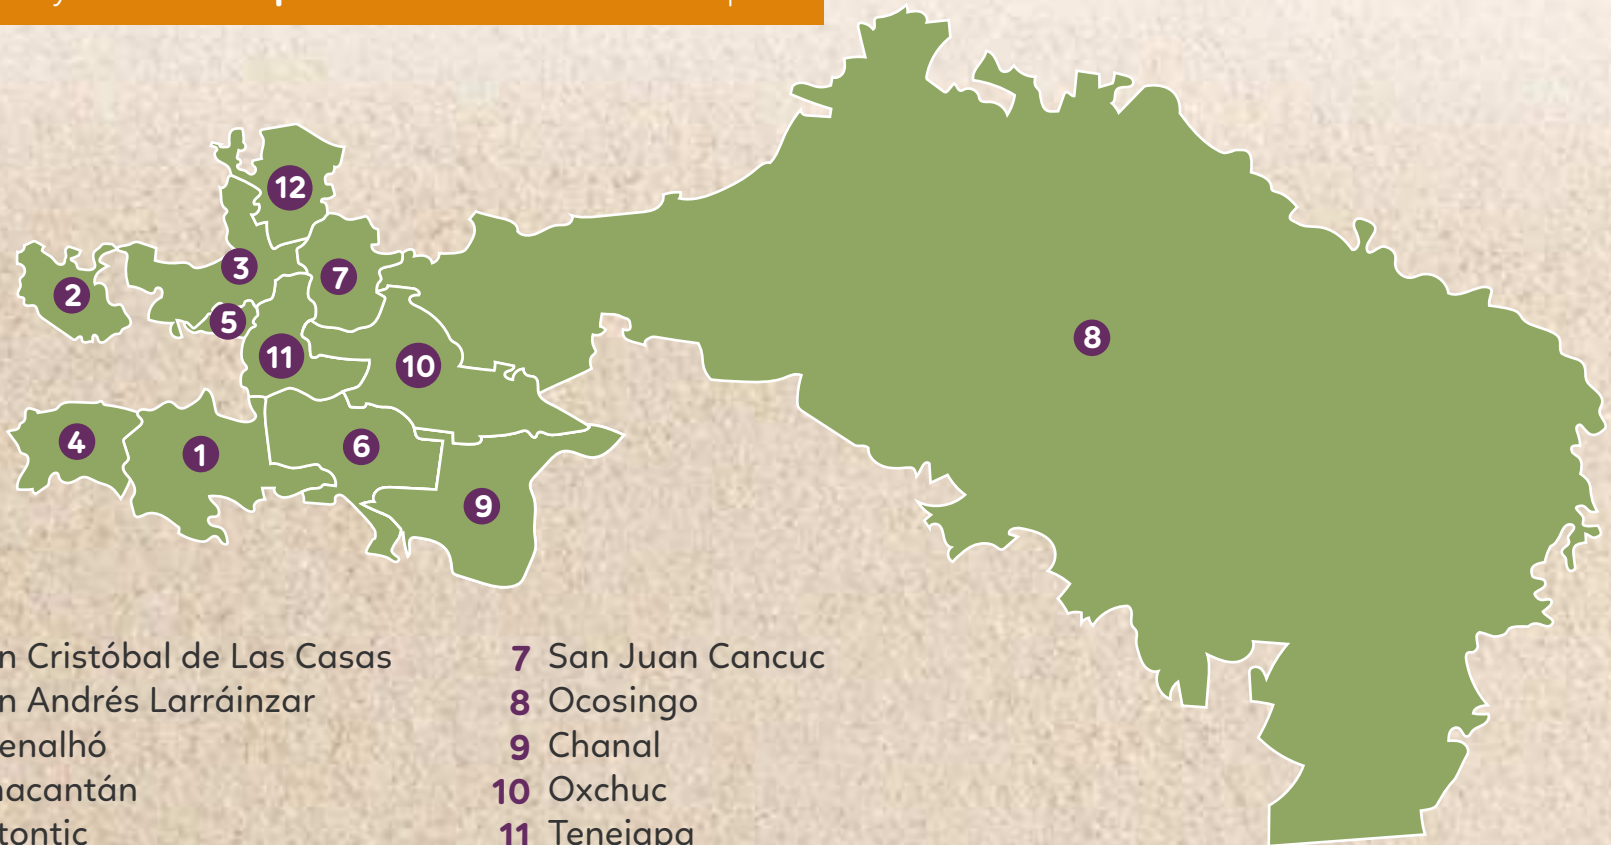 12
3
7
2
5
11
10
8
4
1
6
9
n Cristóbal de Las Casas
n Andrés Larráinzar
enalhó
nacantán
tontic
7 San Juan Cancuc
8 Ocosingo
9 Chanal
10 Oxchuc
11 Tenejapa